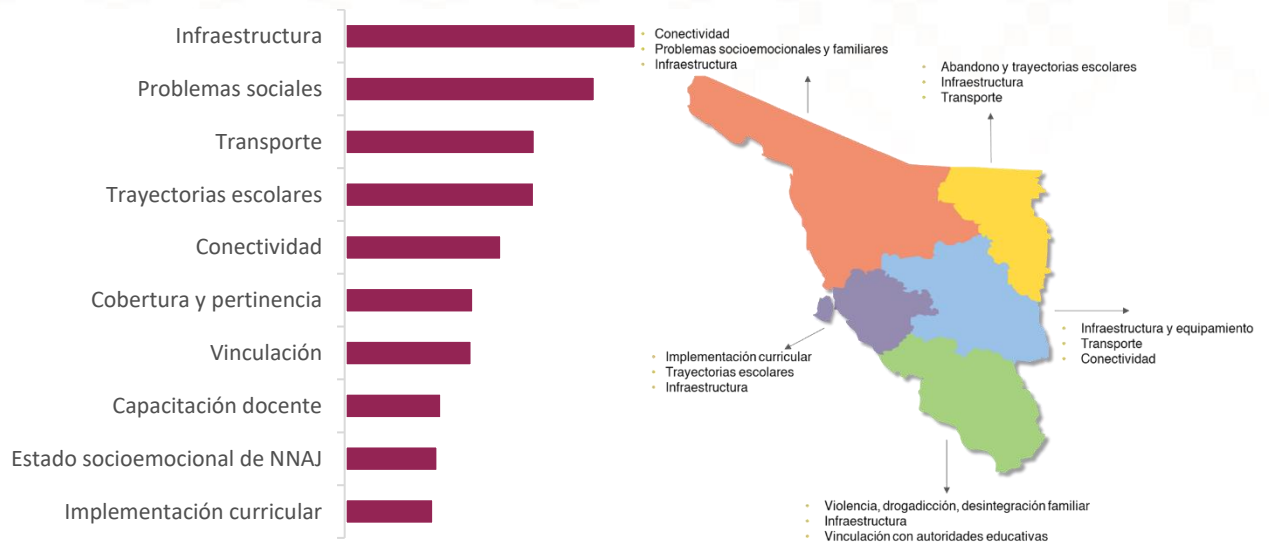 Infraestructura
Problemas sociales
Transporte
Trayectorias escolares
Conectividad
Cobertura y pertinencia
Vinculación
Capacitación docente
Estado socioemocional de NNAJ
Implementación curricular
• Conectividad
• Problemas socioemocionales y familiares
• Infraestructura
• Abandono y trayectorias escolares
• Infraestructura
• Transporte
• Infraestructura y equipamiento
• Transporte
• Conectividad
• Implementación curricular
• Trayectorias escolares
• Infraestructura
• Violencia, drogadicción, desintegración familiar
• Infraestructura
• Vinculación con autoridades educativas